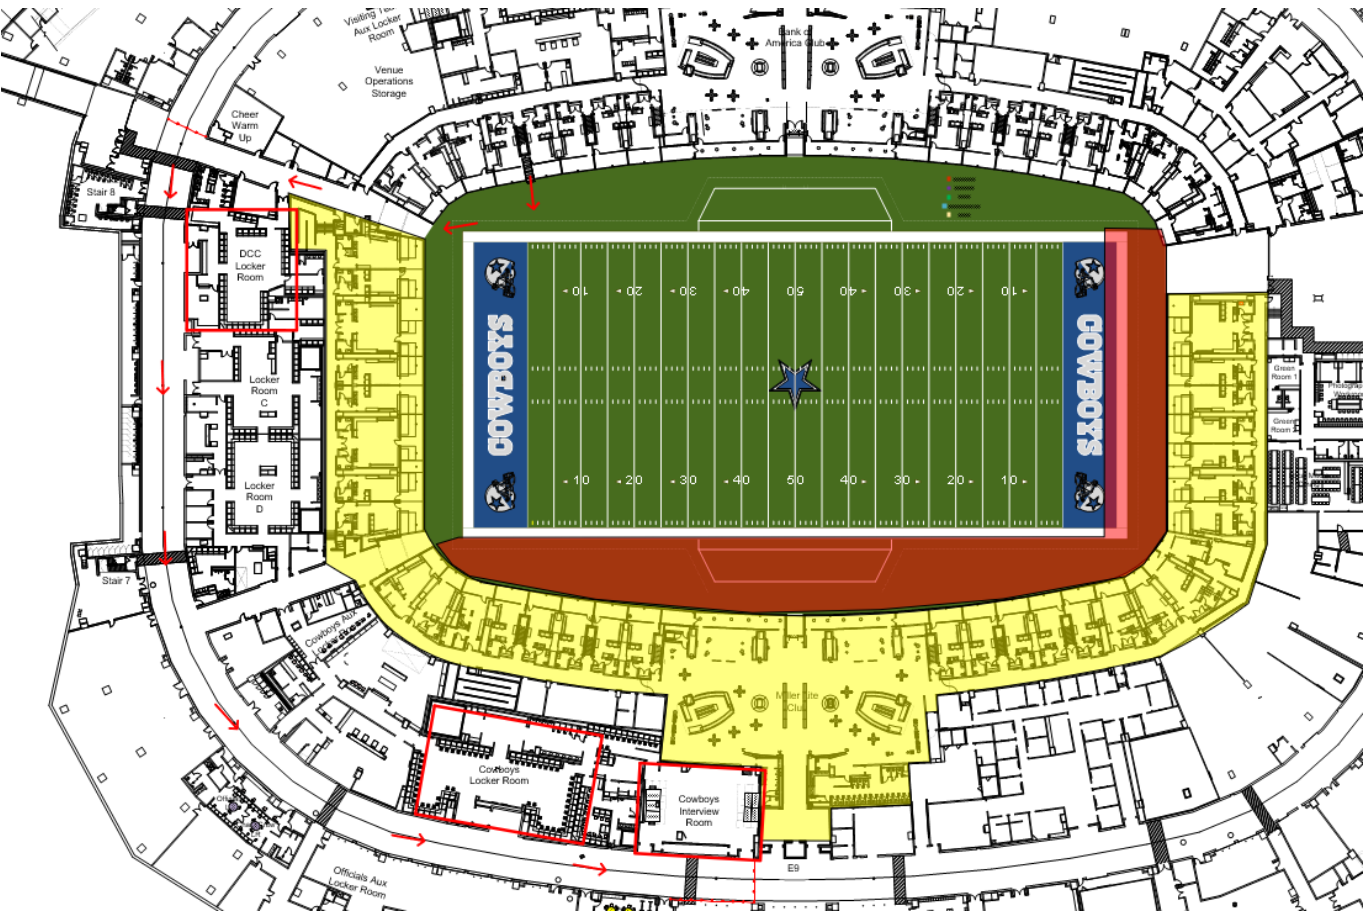 Visiting Te
Aux Locker
Room
Bank of
America Club
Venue
Operations
Storage
Cheer
Warm
Up
Stair 8
DCC
Locker
Room
10 20 30 40 50 40 30 20 10
COWBOYS
COWBOYS
Locker
Room
C
Green
Room 1
Photograp
Green
Room
Locker
Room
D
10 20 30 40 50 40 30 20 10
Stair 7
Cowboys Aux
Miller Lite
Club
Cowboys
Locker Room
Cowboys
Interview
Room
E9
Officials Aux
Locker Room